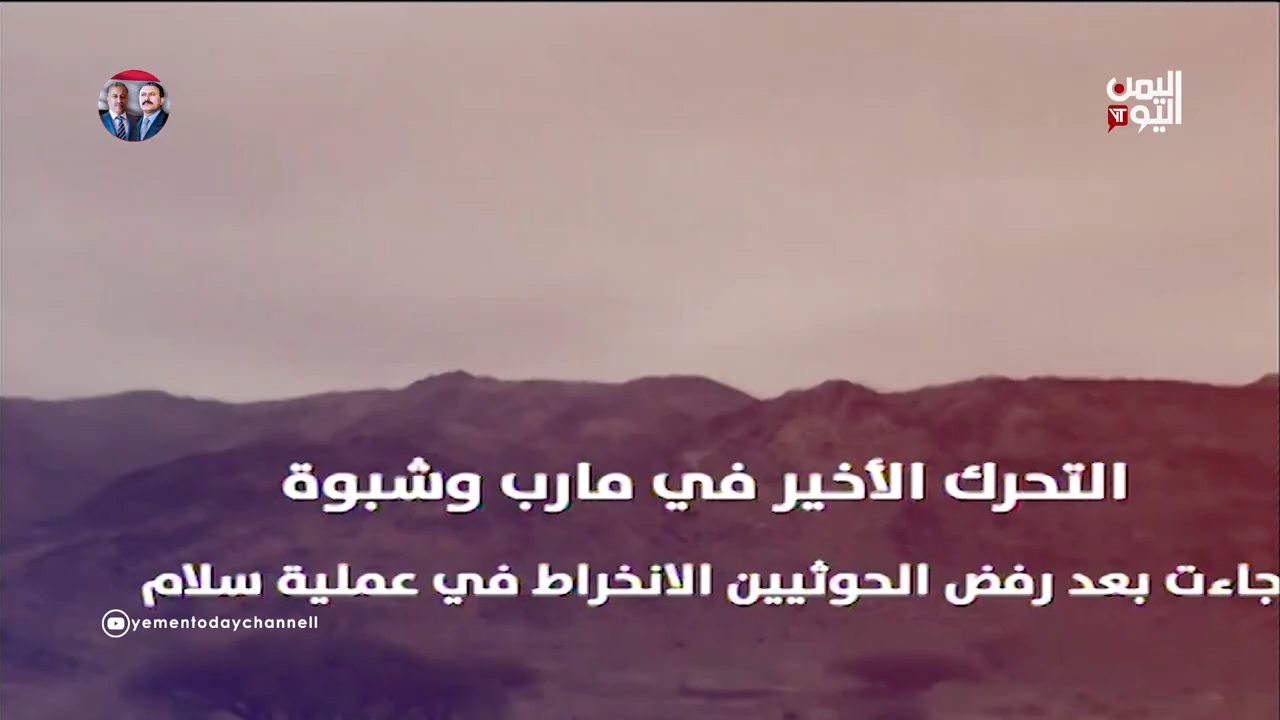 اليمن
اليوم
التحرك الأخير في مارب وشبوة
جاءت بعد رفض الحوثيين الانخراط في عملية سلام
yementodaychannell